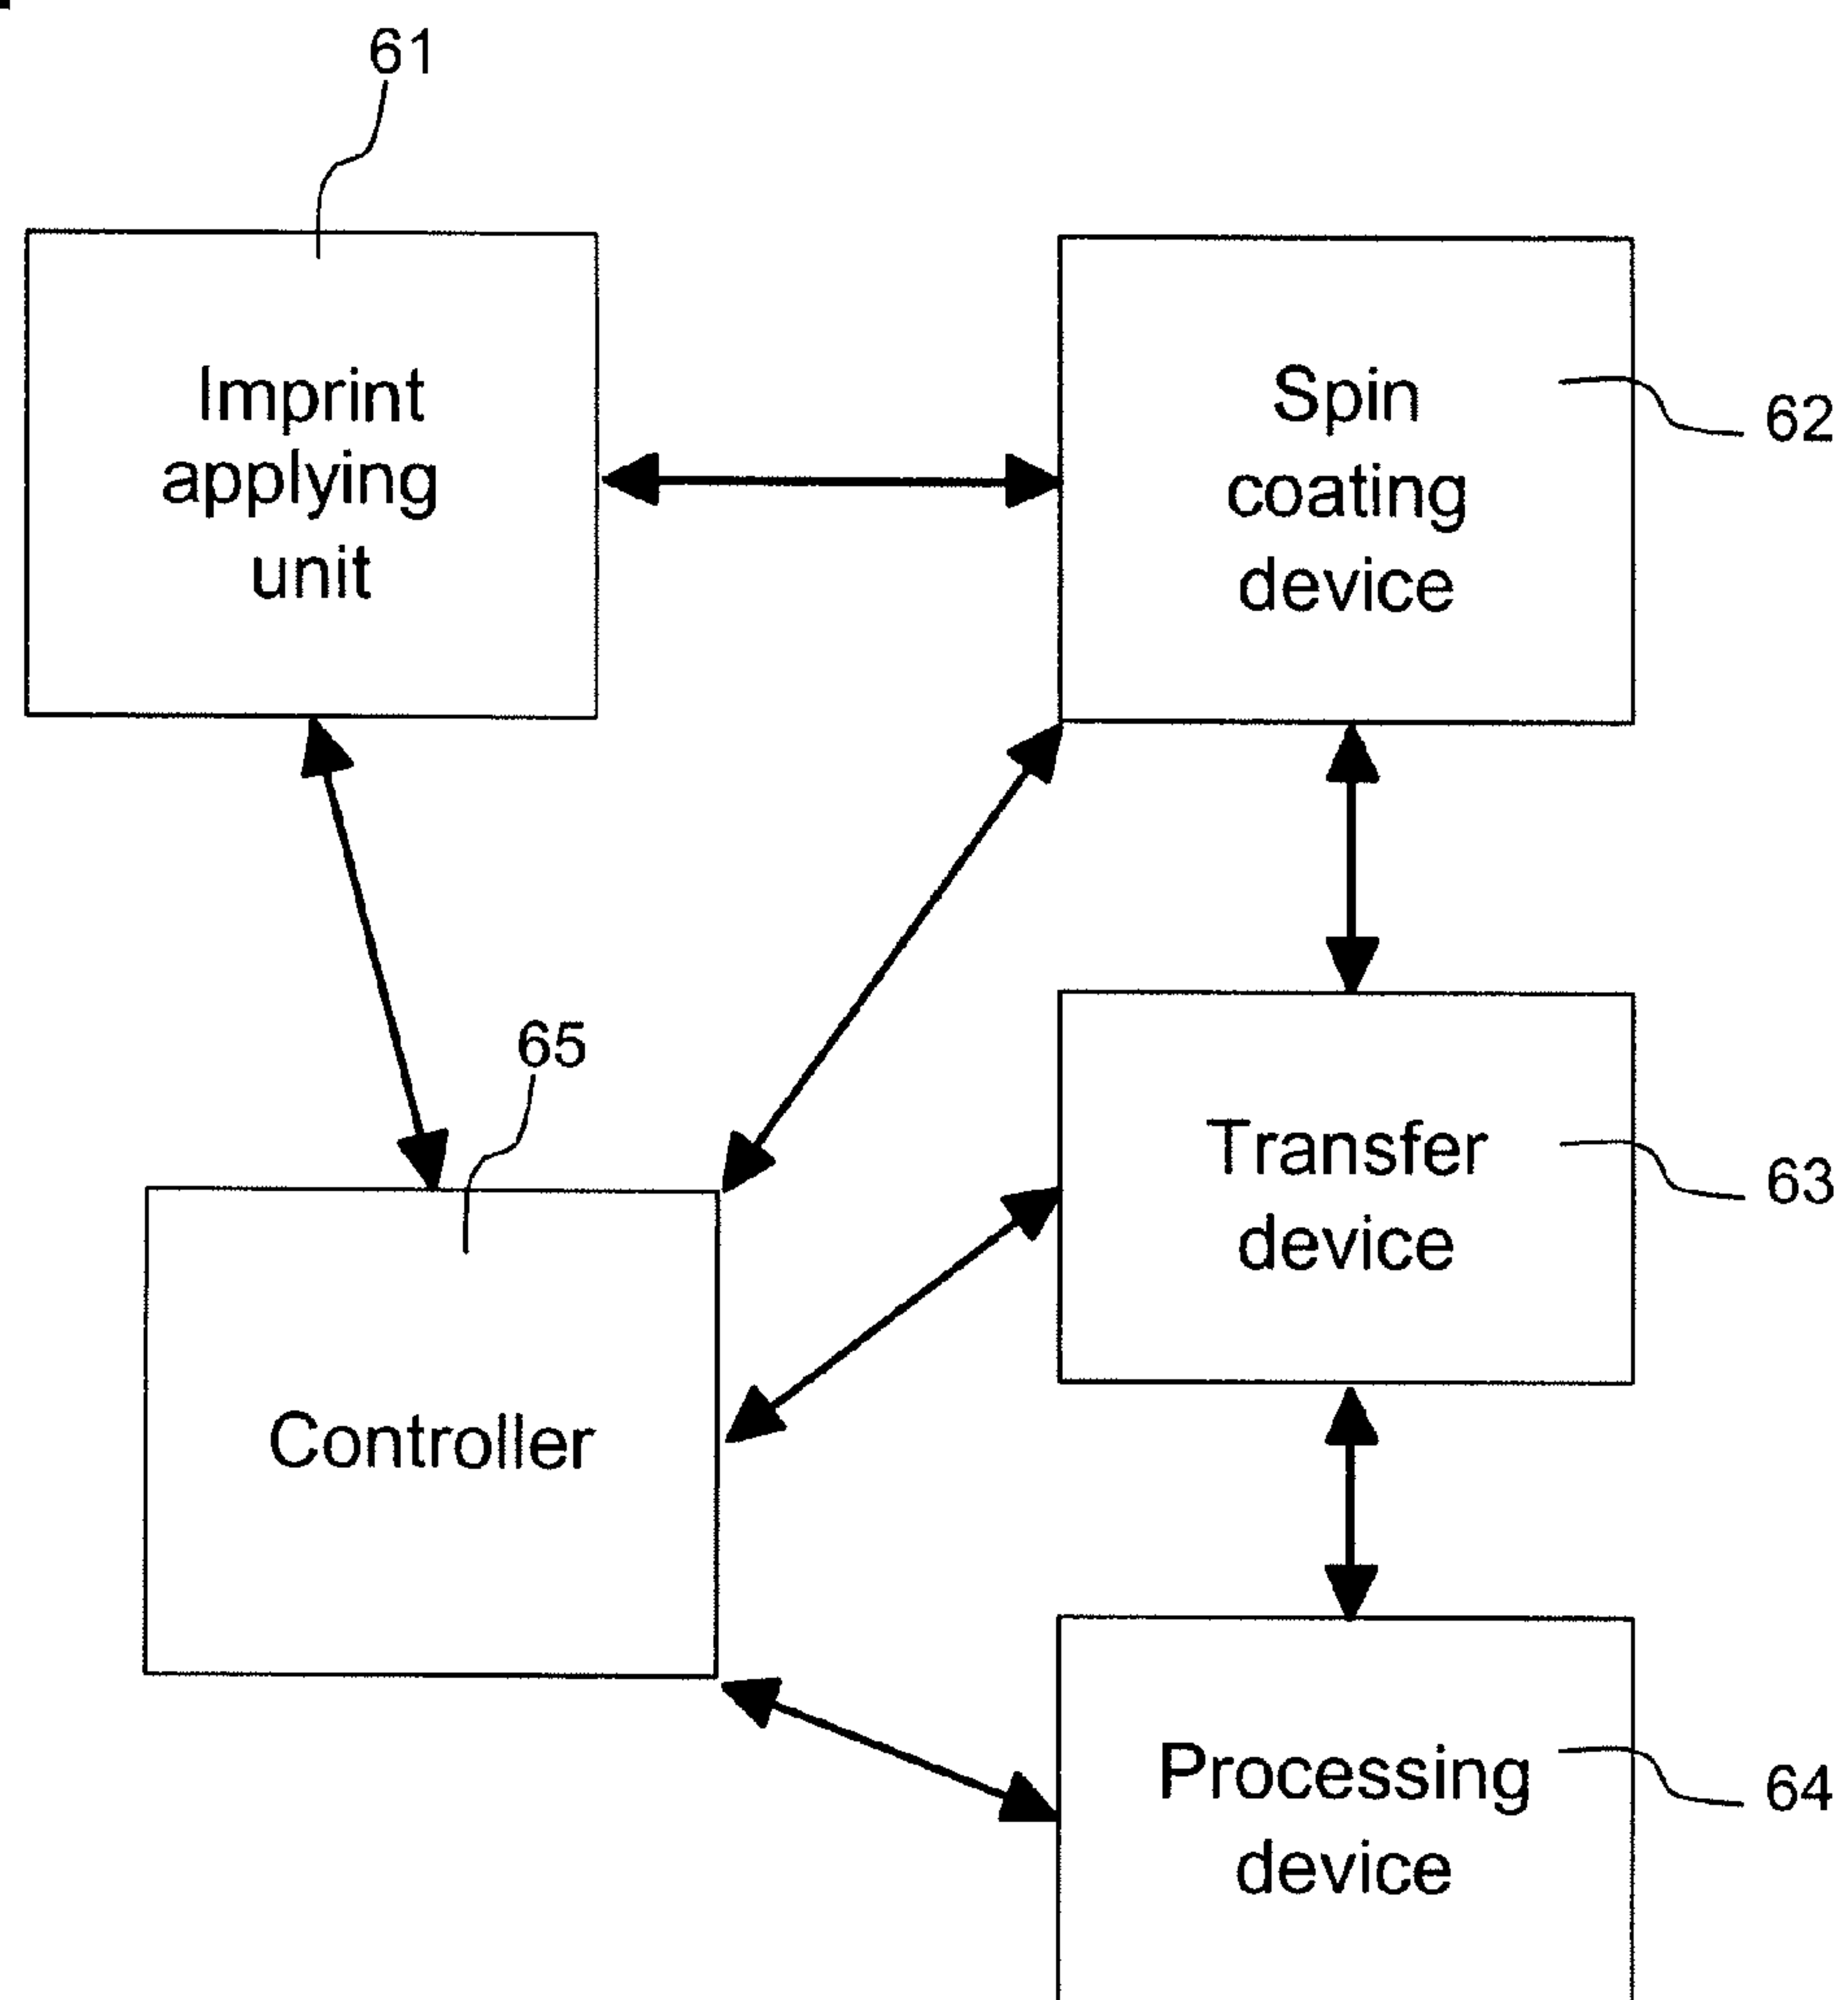 61
Imprint
applying
unit
Spin
coating
device
62
65
Transfer
device
63
Controller
Processing
device
64